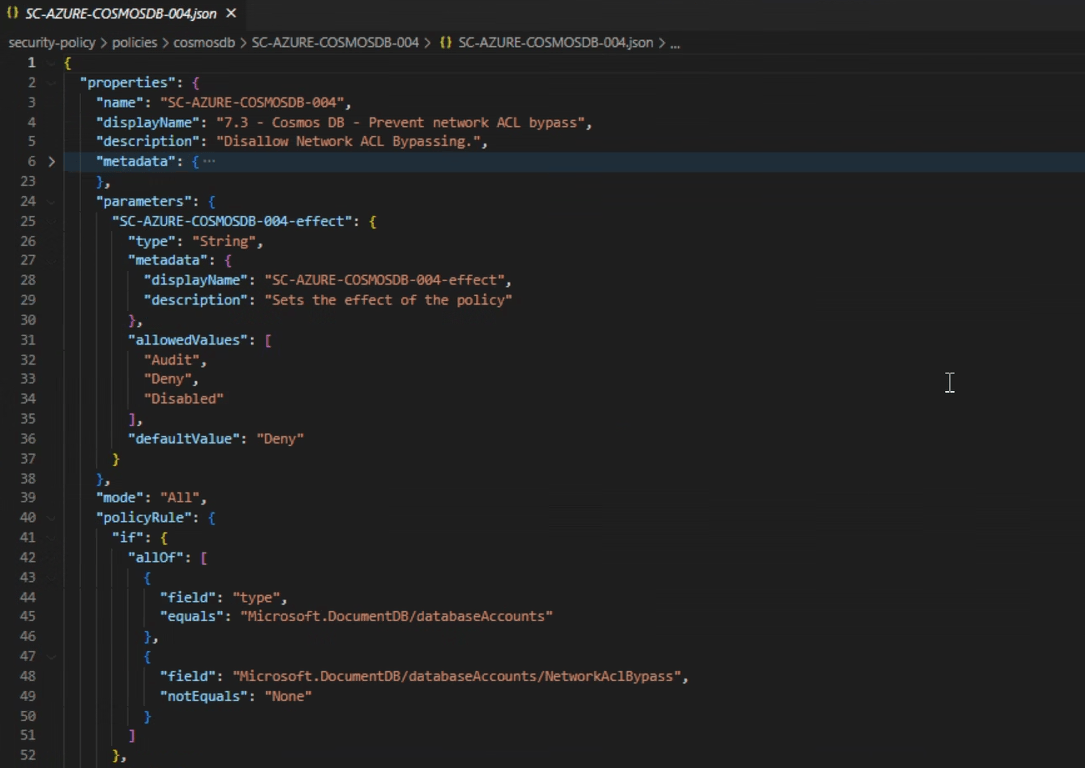 {} SC-AZURE-COSMOSDB-004.json ×
security-policy > policies > cosmosdb > SC-AZURE-COSMOSDB-004 > {} SC-AZURE-COSMOSDB-004.json > ...
1 {
2 "properties": {
3 "name": "SC-AZURE-COSMOSDB-004",
4 "displayName": "7.3 - Cosmos DB - Prevent network ACL bypass",
5 "description": "Disallow Network ACL Bypassing.",
6 > "metadata": { ...
23 },
24 "parameters": {
25 "SC-AZURE-COSMOSDB-004-effect": {
26 "type": "String",
27 "metadata": {
28 "displayName": "SC-AZURE-COSMOSDB-004-effect",
29 "description": "Sets the effect of the policy"
30 },
31 "allowedValues": [
32 "Audit",
33 "Deny",
34 "Disabled"
35 ],
36 "defaultValue": "Deny"
37 }
38 },
39 "mode": "All",
40 "policyRule": {
41 "if": {
42 "allOf": [
43 {
44 "field": "type",
45 "equals": "Microsoft.DocumentDB/databaseAccounts"
46 },
47 {
48 "field": "Microsoft.DocumentDB/databaseAccounts/NetworkAclBypass",
49 "notEquals": "None"
50 }
51 ]
52 },